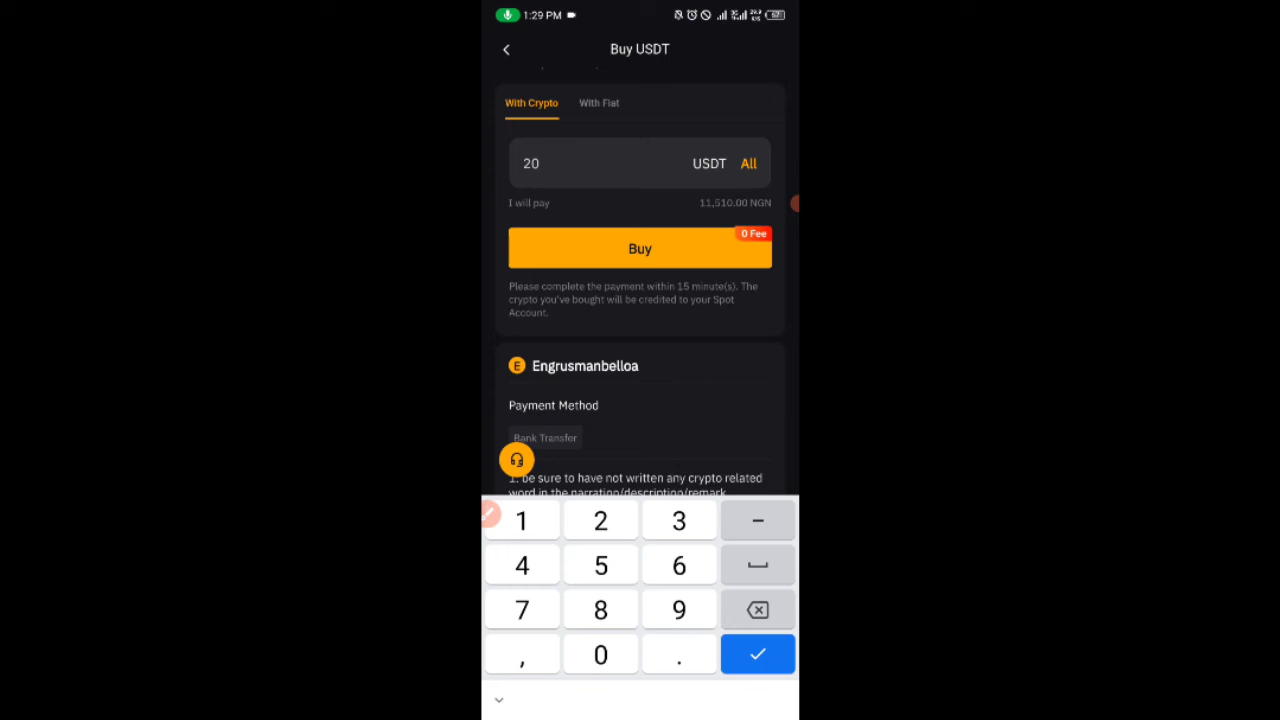 1:29 PM
Buy USDT
With Crypto
With Fiat
20
USDT
All
I will pay
11,510.00 NGN
0 Fee
Buy
Please complete the payment within 15 minute(s). The
crypto you've bought will be credited to your Spot
Account.
E
Engrusmanbelloa
Payment Method
Bank Transfer
1. be sure to have not written any crypto related
word in the narration/description/remark
1 2 3 –
4 5 6
7 8 9
, 0 .